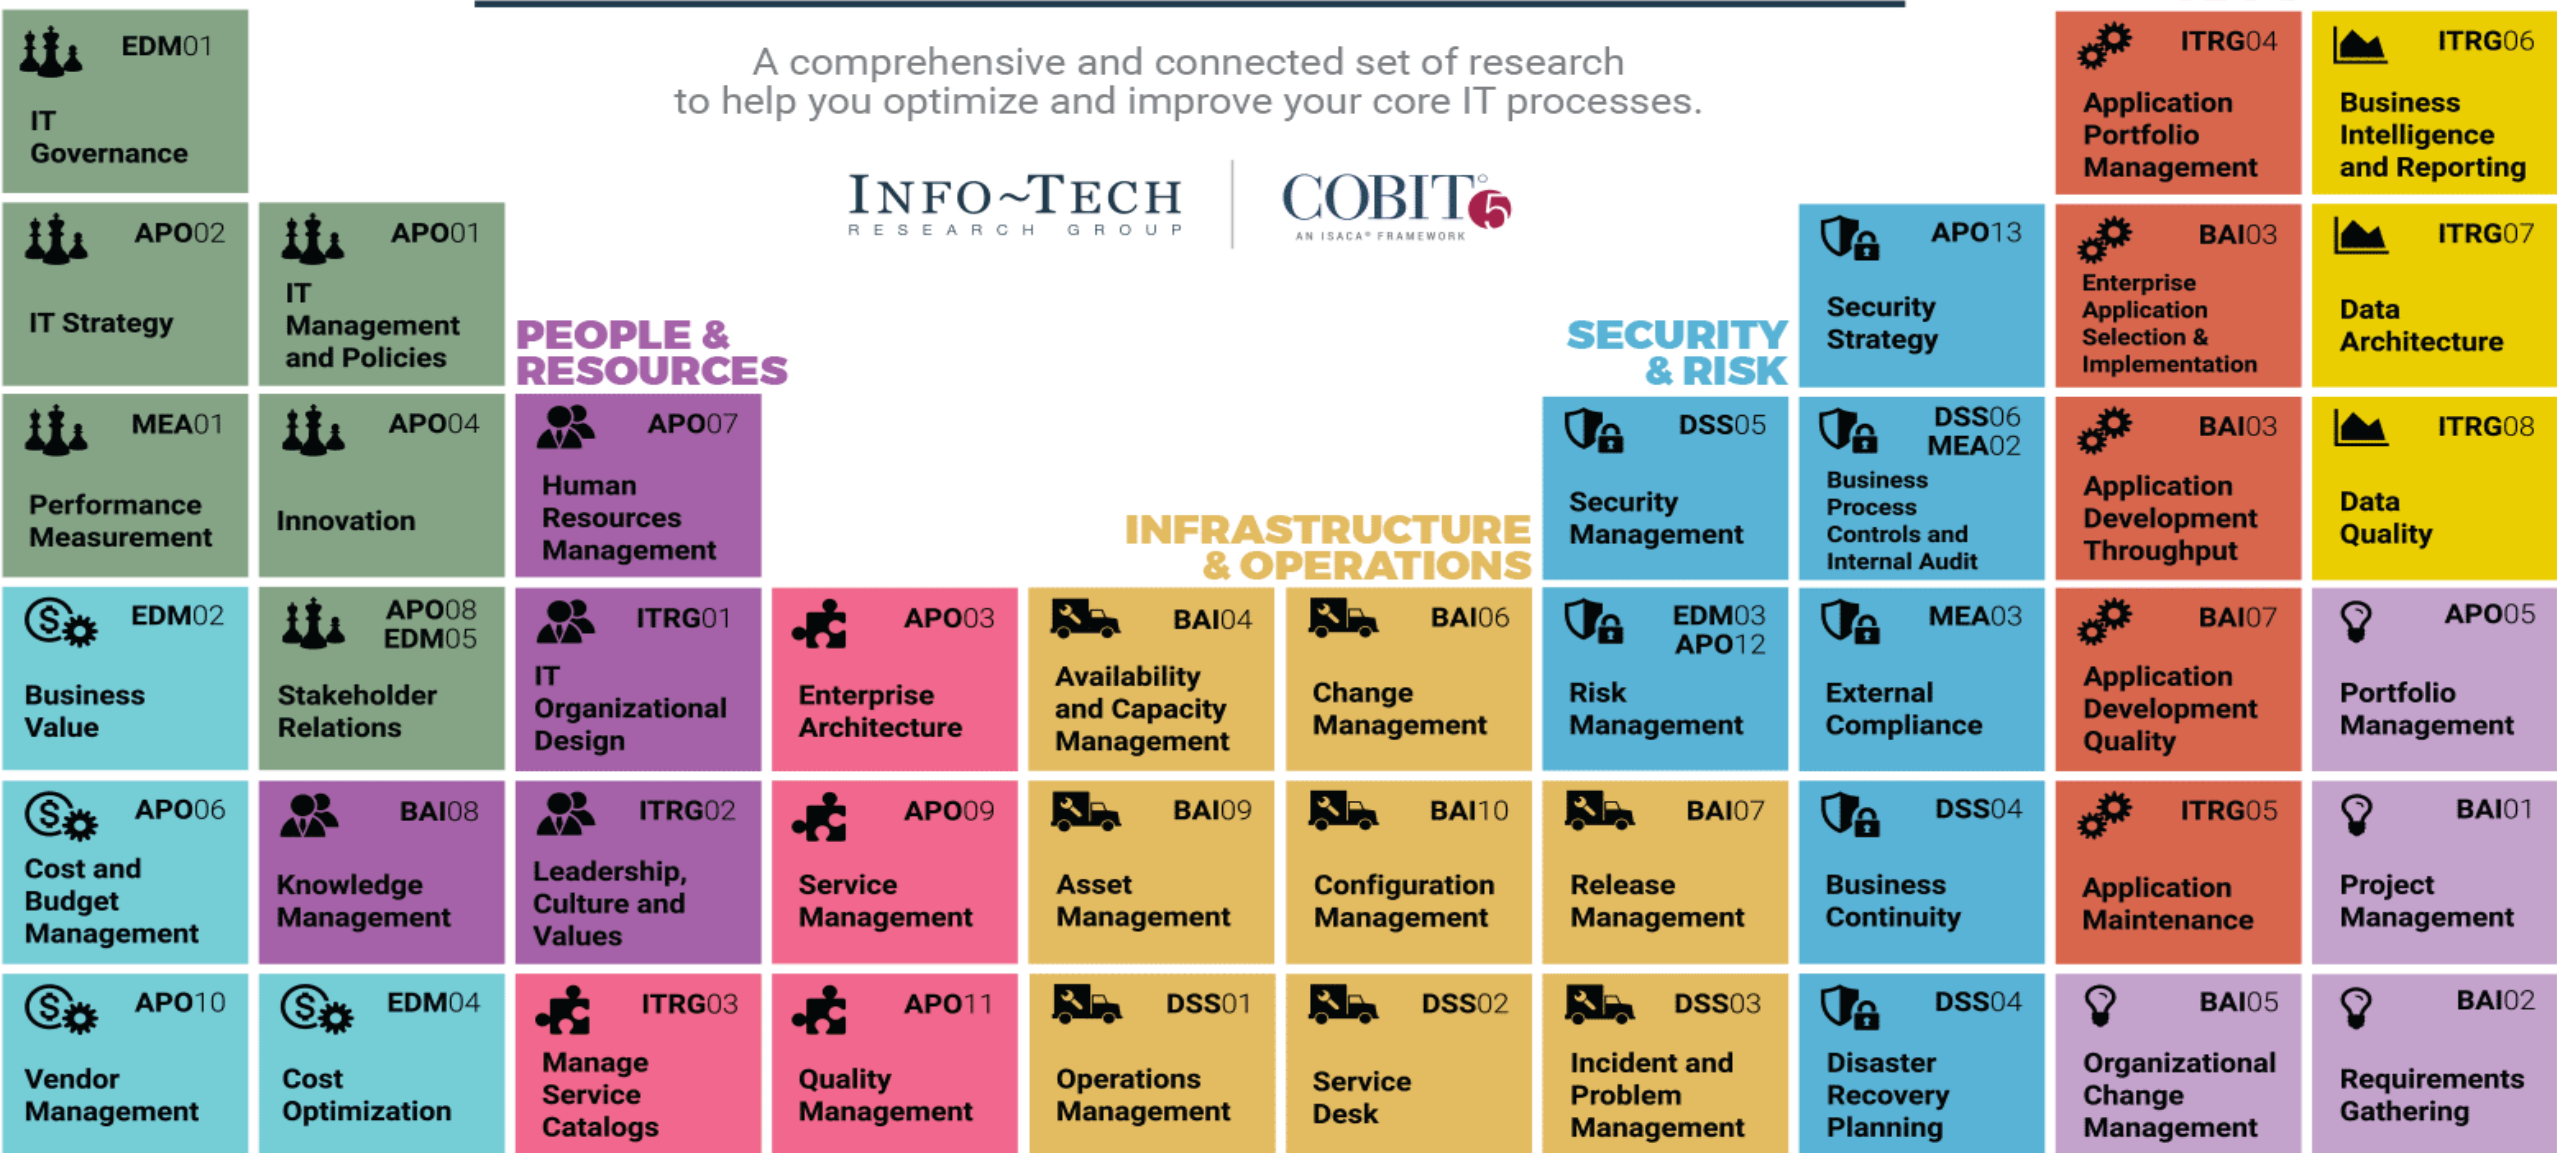 A comprehensive and connected set of research
to help you optimize and improve your core IT processes.
INFO~TECH
RESEARCH GROUP
COBIT 5
AN ISACA® FRAMEWORK
EDM01
IT
Governance
ITRG04
Application
Portfolio
Management
ITRG06
Business
Intelligence
and Reporting
APO02
IT Strategy
APO01
IT
Management
and Policies
PEOPLE &
RESOURCES
SECURITY
& RISK
APO13
Security
Strategy
BAI03
Enterprise
Application
Selection &
Implementation
ITRG07
Data
Architecture
MEA01
Performance
Measurement
APO04
Innovation
APO07
Human
Resources
Management
INFRASTRUCTURE
& OPERATIONS
DSS05
Security
Management
DSS06
MEA02
Business
Process
Controls and
Internal Audit
BAI03
Application
Development
Throughput
ITRG08
Data
Quality
EDM02
Business
Value
APO08
EDM05
Stakeholder
Relations
ITRG01
IT
Organizational
Design
APO03
Enterprise
Architecture
BAI04
Availability
and Capacity
Management
BAI06
Change
Management
EDM03
APO12
Risk
Management
MEA03
External
Compliance
BAI07
Application
Development
Quality
APO05
Portfolio
Management
APO06
Cost and
Budget
Management
BAI08
Knowledge
Management
ITRG02
Leadership,
Culture and
Values
APO09
Service
Management
BAI09
Asset
Management
BAI10
Configuration
Management
BAI07
Release
Management
DSS04
Business
Continuity
ITRG05
Application
Maintenance
BAI01
Project
Management
APO10
Vendor
Management
EDM04
Cost
Optimization
ITRG03
Manage
Service
Catalogs
APO11
Quality
Management
DSS01
Operations
Management
DSS02
Service
Desk
DSS03
Incident and
Problem
Management
DSS04
Disaster
Recovery
Planning
BAI05
Organizational
Change
Management
BAI02
Requirements
Gathering